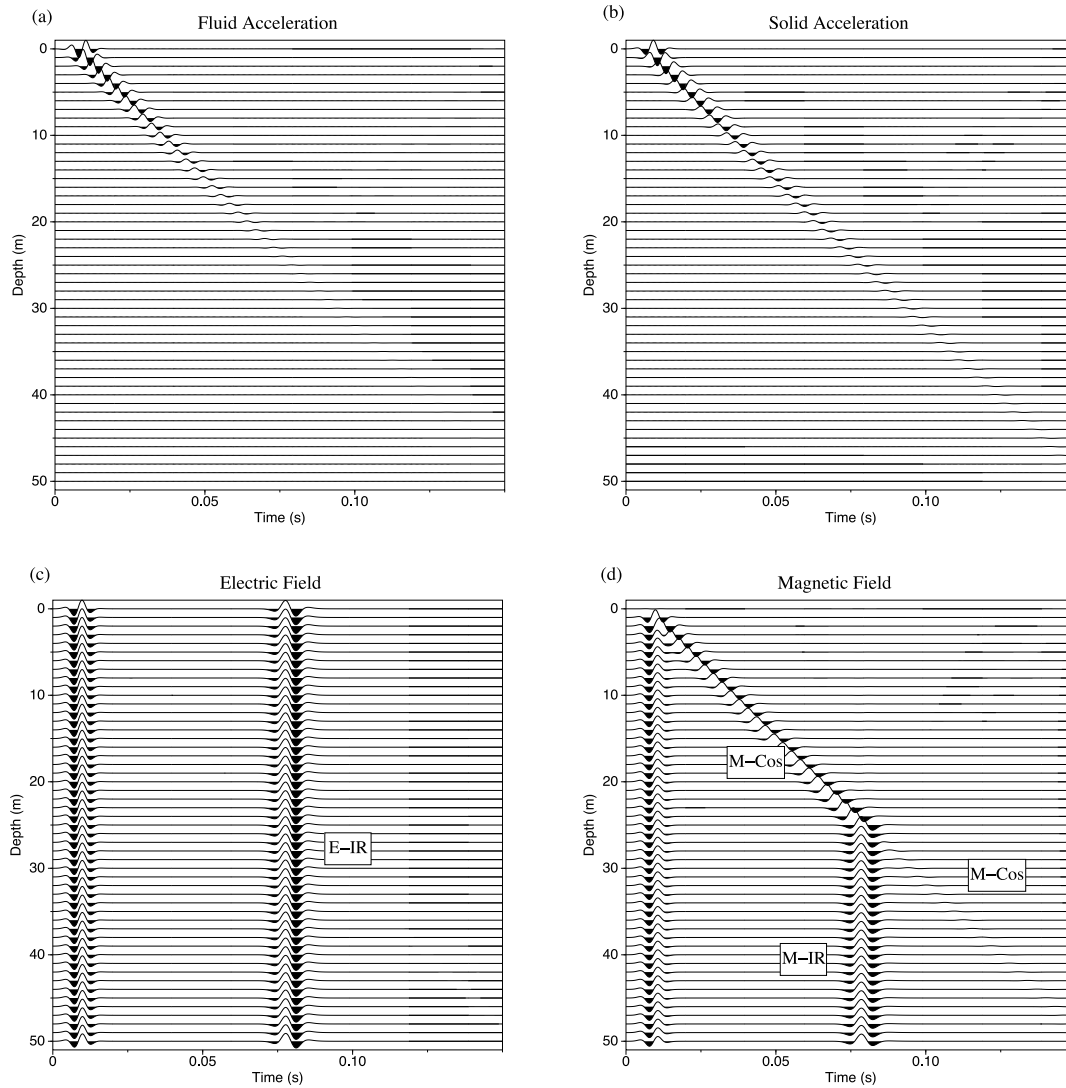 (a)
Fluid Acceleration
0
10
20
30
40
50
Depth (m)
0
0.05
0.10
Time (s)
(b)
Solid Acceleration
0
10
20
30
40
50
Depth (m)
0
0.05
0.10
Time (s)
(c)
Electric Field
0
10
20
30
40
50
Depth (m)
E–IR
0
0.05
0.10
Time (s)
(d)
Magnetic Field
0
10
20
30
40
50
Depth (m)
M–Cos
M–Cos
M–IR
0
0.05
0.10
Time (s)